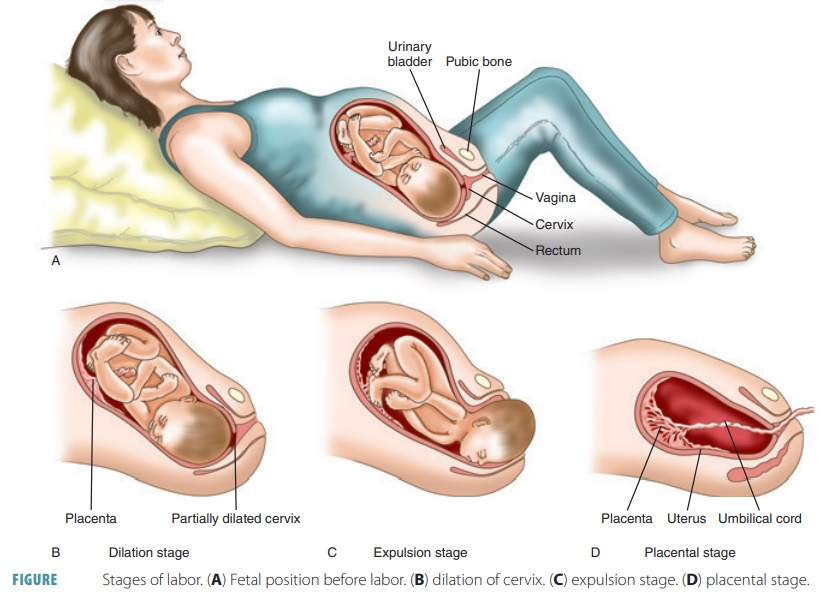 Urinary
bladder
Pubic bone
Vagina
Cervix
Rectum
A
Placenta
Partially dilated cervix
Placenta
Uterus
Umbilical cord
B
Dilation stage
C
Expulsion stage
D
Placental stage
FIGURE Stages of labor. (A) Fetal position before labor. (B) dilation of cervix. (C) expulsion stage. (D) placental stage.